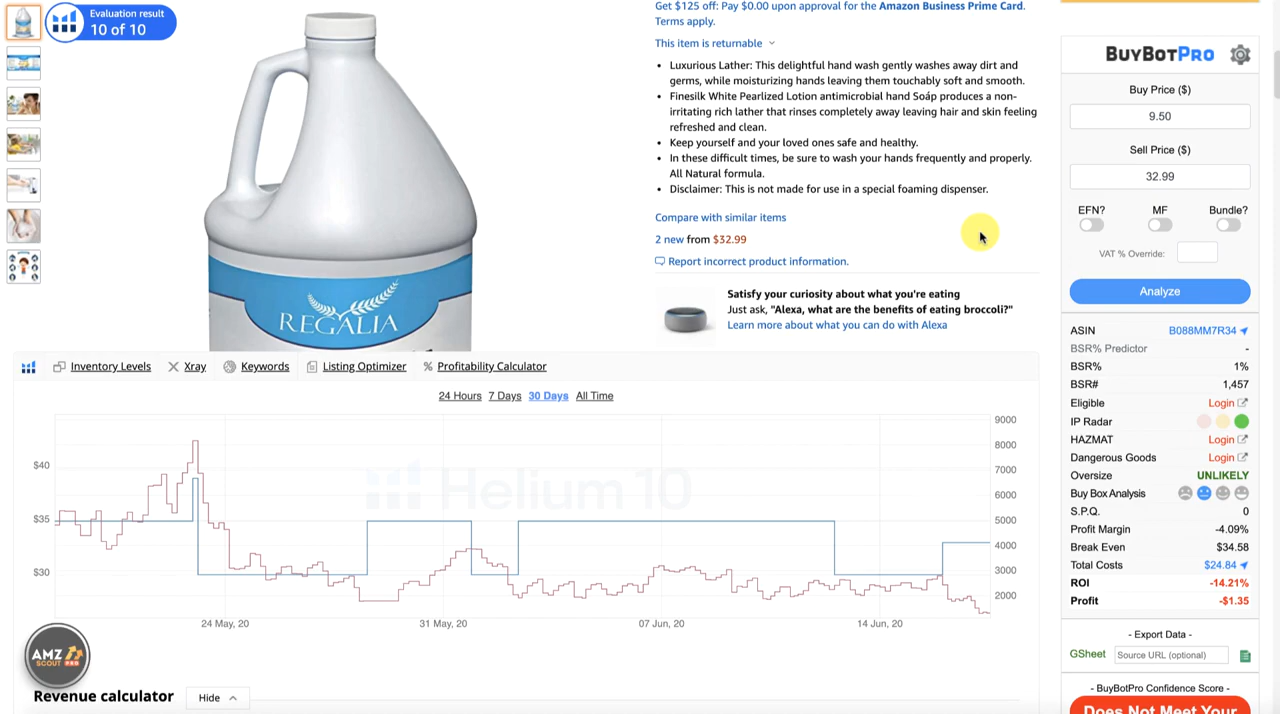 Evaluation result
10 of 10
REGALIA
Get $125 off: Pay $0.00 upon approval for the Amazon Business Prime Card.
Terms apply.
This item is returnable
• Luxurious Lather: This delightful hand wash gently washes away dirt and
germs, while moisturizing hands leaving them touchably soft and smooth.
• Finesilk White Pearlized Lotion antimicrobial hand Soáp produces a non-
irritating rich lather that rinses completely away leaving hair and skin feeling
refreshed and clean.
• Keep yourself and your loved ones safe and healthy.
• In these difficult times, be sure to wash your hands frequently and properly.
All Natural formula.
• Disclaimer: This is not made for use in a special foaming dispenser.
Compare with similar items
2 new from $32.99
Report incorrect product information.
Satisfy your curiosity about what you're eating
Just ask, "Alexa, what are the benefits of eating broccoli?"
Learn more about what you can do with Alexa
Inventory Levels Xray Keywords Listing Optimizer % Profitability Calculator
24 Hours 7 Days 30 Days All Time
Helium 10
$40
$35
$30
9000
8000
7000
6000
5000
4000
3000
2000
24 May, 20 31 May, 20 07 Jun, 20 14 Jun, 20
AMZ
SCOUT PRO
Revenue calculator Hide
BUYBOTPRO
Buy Price ($)
9.50
Sell Price ($)
32.99
EFN? MF Bundle?
VAT % Override:
Analyze
ASIN B088MM7R34
BSR% Predictor -
BSR% 1%
BSR# 1,457
Eligible Login
IP Radar
HAZMAT Login
Dangerous Goods Login
Oversize UNLIKELY
Buy Box Analysis
S.P.Q. 0
Profit Margin -4.09%
Break Even $34.58
Total Costs $24.84
ROI -14.21%
Profit -$1.35
- Export Data -
GSheet Source URL (optional)
- BuyBotPro Confidence Score -
Does Not Meet Your